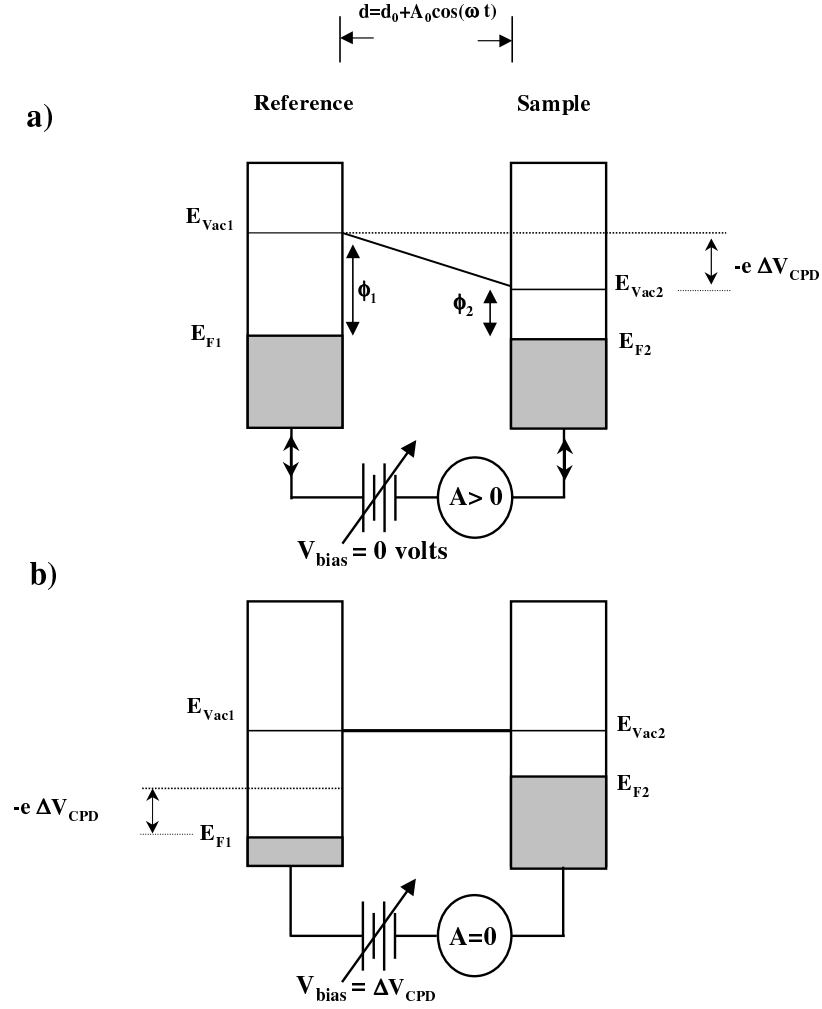 d=d₀+A₀cos(ω t)
Reference
Sample
a)
E_Vac1
-e ΔV_CPD
E_Vac2
ϕ₁
ϕ₂
E_F1
E_F2
A> 0
V_bias = 0 volts
b)
E_Vac1
E_Vac2
E_F2
-e ΔV_CPD
E_F1
A=0
V_bias = ΔV_CPD